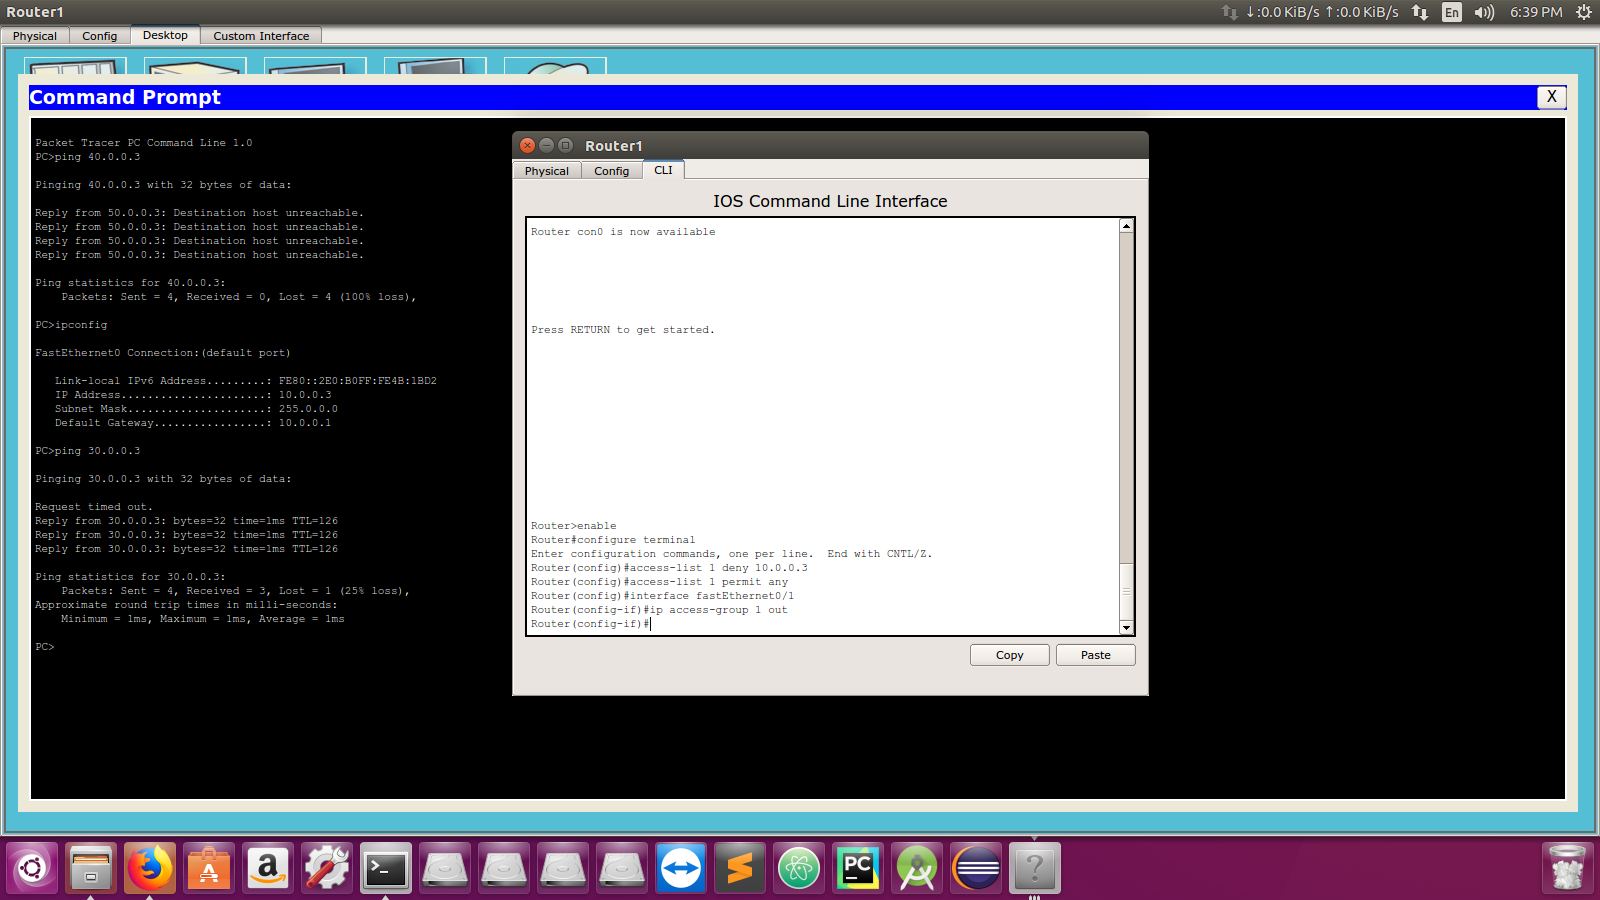 Router1
↓:0.0 KiB/s ↑:0.0 KiB/s
En
6:39 PM
Physical
Config
Desktop
Custom Interface
Command Prompt
X
Packet Tracer PC Command Line 1.0
PC>ping 40.0.0.3
Pinging 40.0.0.3 with 32 bytes of data:
Reply from 50.0.0.3: Destination host unreachable.
Reply from 50.0.0.3: Destination host unreachable.
Reply from 50.0.0.3: Destination host unreachable.
Reply from 50.0.0.3: Destination host unreachable.
Ping statistics for 40.0.0.3:
Packets: Sent = 4, Received = 0, Lost = 4 (100% loss),
PC>ipconfig
FastEthernet0 Connection:(default port)
Link-local IPv6 Address.........: FE80::2E0:B0FF:FE4B:1BD2
IP Address......................: 10.0.0.3
Subnet Mask.....................: 255.0.0.0
Default Gateway.................: 10.0.0.1
PC>ping 30.0.0.3
Pinging 30.0.0.3 with 32 bytes of data:
Request timed out.
Reply from 30.0.0.3: bytes=32 time=1ms TTL=126
Reply from 30.0.0.3: bytes=32 time=1ms TTL=126
Reply from 30.0.0.3: bytes=32 time=1ms TTL=126
Ping statistics for 30.0.0.3:
Packets: Sent = 4, Received = 3, Lost = 1 (25% loss),
Approximate round trip times in milli-seconds:
Minimum = 1ms, Maximum = 1ms, Average = 1ms
PC>
Router1
Physical
Config
CLI
IOS Command Line Interface
Router con0 is now available
Press RETURN to get started.
Router>enable
Router#configure terminal
Enter configuration commands, one per line.  End with CNTL/Z.
Router(config)#access-list 1 deny 10.0.0.3
Router(config)#access-list 1 permit any
Router(config)#interface fastEthernet0/1
Router(config-if)#ip access-group 1 out
Router(config-if)#
Copy
Paste
a
PC
?